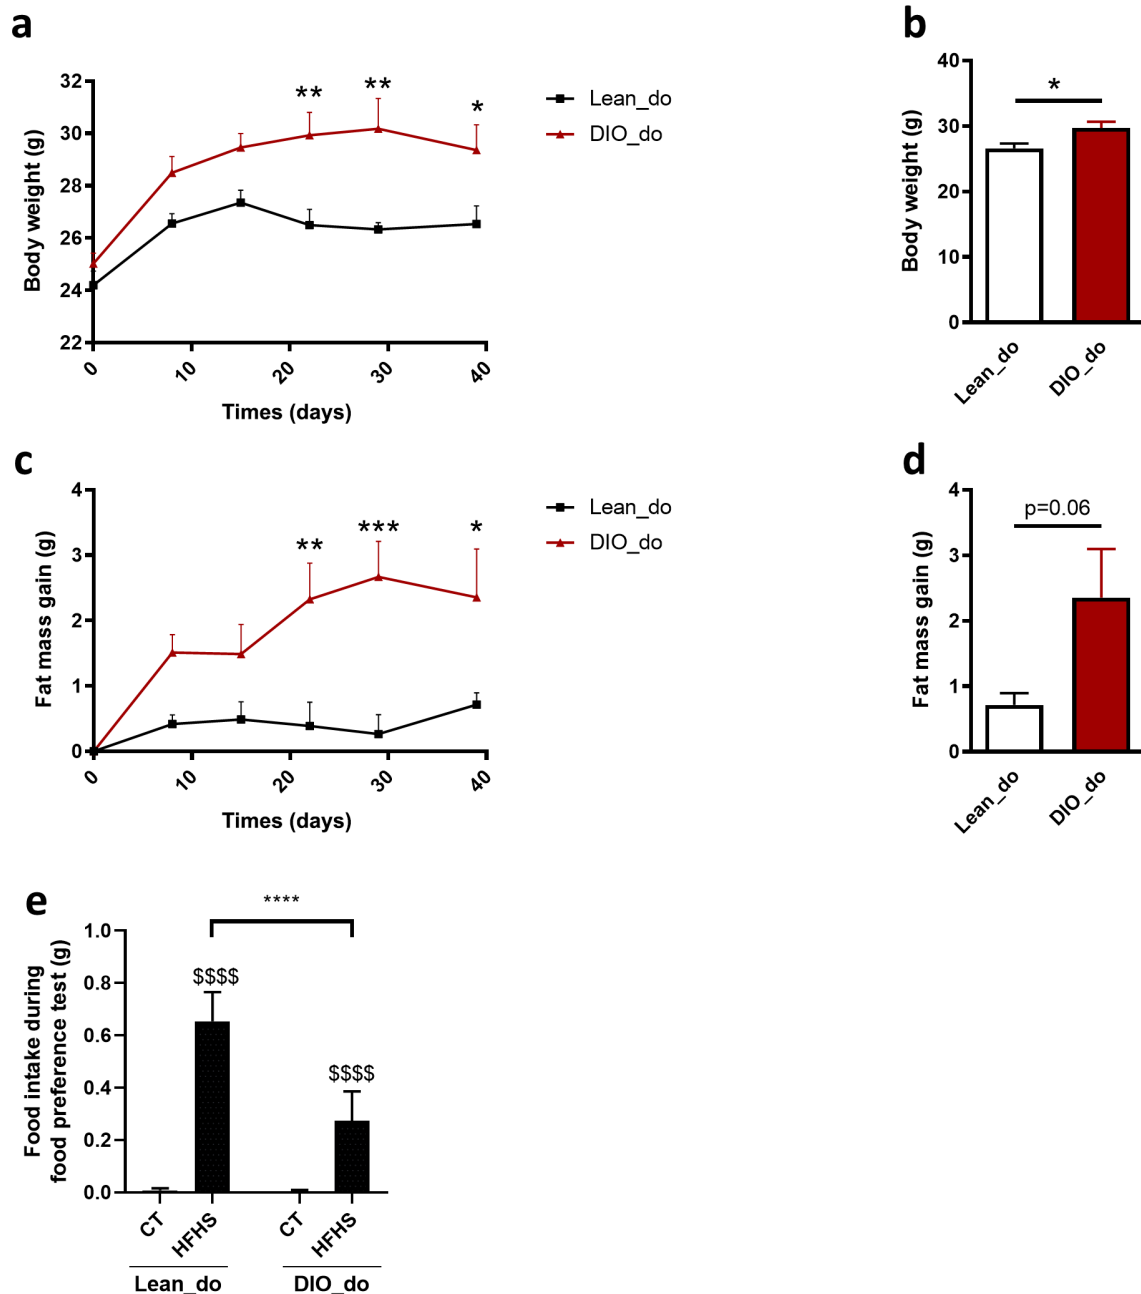 a
Body weight (g)
32
30
28
26
24
22
0
10
20
30
40
Times (days)
**
**
*
Lean_do
DIO_do
b
Body weight (g)
40
30
20
10
0
*
Lean_do
DIO_do
c
Fat mass gain (g)
4
3
2
1
0
0
10
20
30
40
Times (days)
**
***
*
Lean_do
DIO_do
d
Fat mass gain (g)
4
3
2
1
0
p=0.06
Lean_do
DIO_do
e
Food intake during
food preference test (g)
1.0
0.8
0.6
0.4
0.2
0.0
****
$$$$
$$$$
CT
HFHS
CT
HFHS
Lean_do
DIO_do